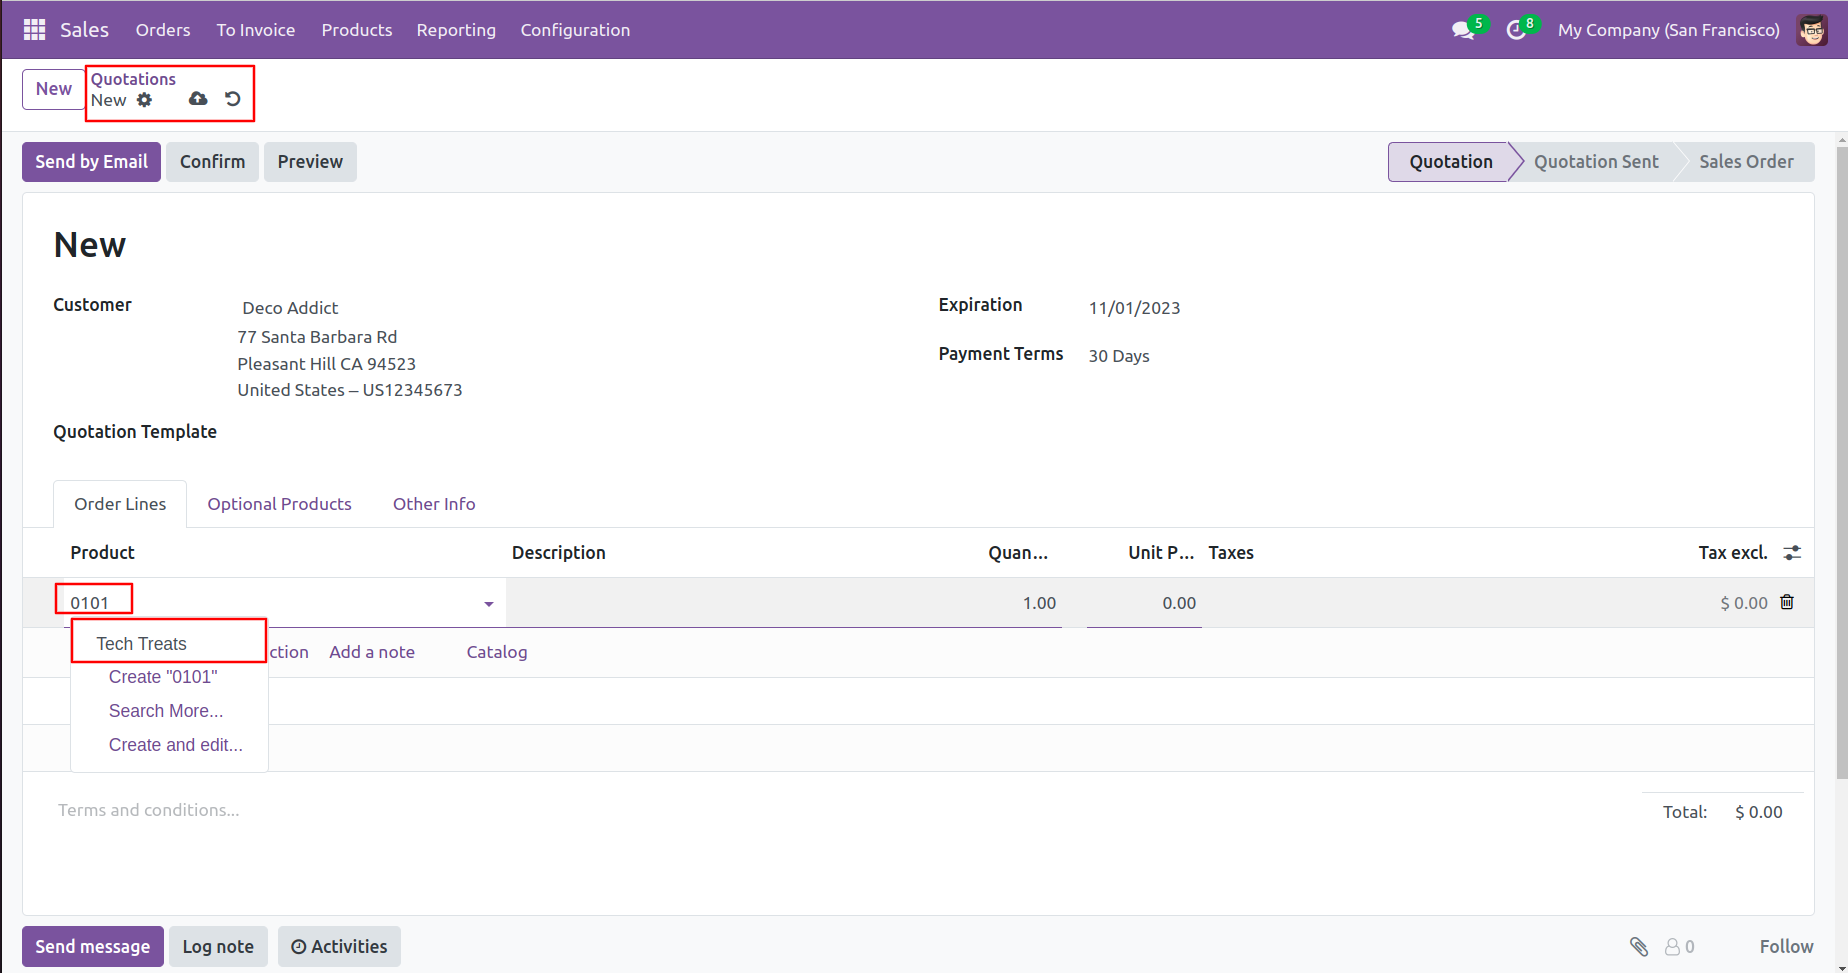 Sales Orders To Invoice Products Reporting Configuration 5 8 My Company (San Francisco)
New Quotations
New
Send by Email Confirm Preview Quotation Quotation Sent Sales Order
New
Customer Deco Addict Expiration 11/01/2023
77 Santa Barbara Rd
Pleasant Hill CA 94523 Payment Terms 30 Days
United States – US12345673
Quotation Template
Order Lines Optional Products Other Info
Product Description Quan... Unit P... Taxes Tax excl.
0101 1.00 0.00 $ 0.00
Tech Treats ction Add a note Catalog
Create "0101"
Search More...
Create and edit...
Terms and conditions... Total: $ 0.00
Send message Log note Activities 0 Follow